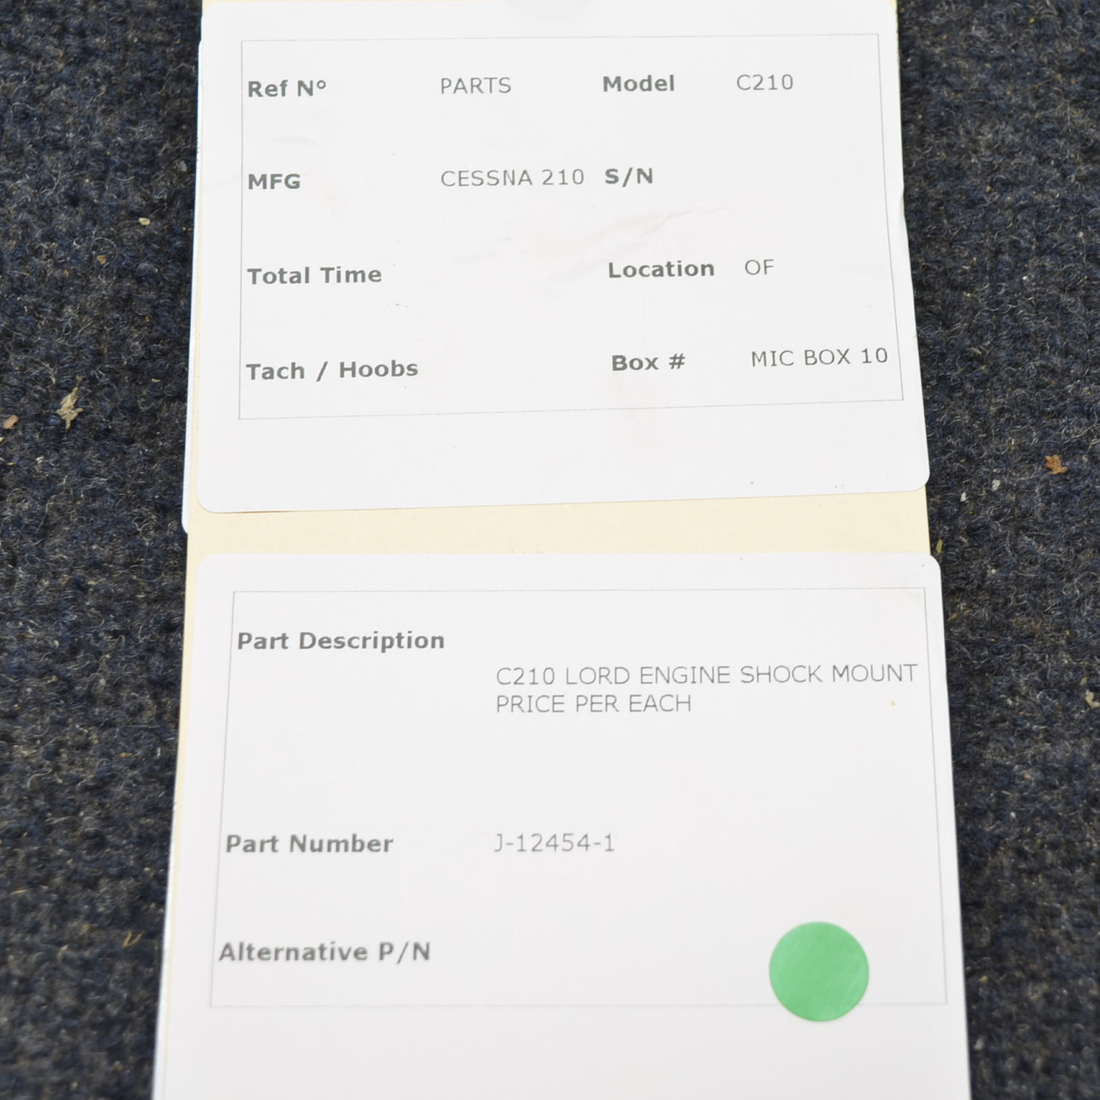 Ref Nº PARTS Model C210
MFG CESSNA 210 S/N
Total Time Location OF
Tach / Hoobs Box # MIC BOX 10
Part Description
C210 LORD ENGINE SHOCK MOUNT
PRICE PER EACH
Part Number J-12454-1
Alternative P/N